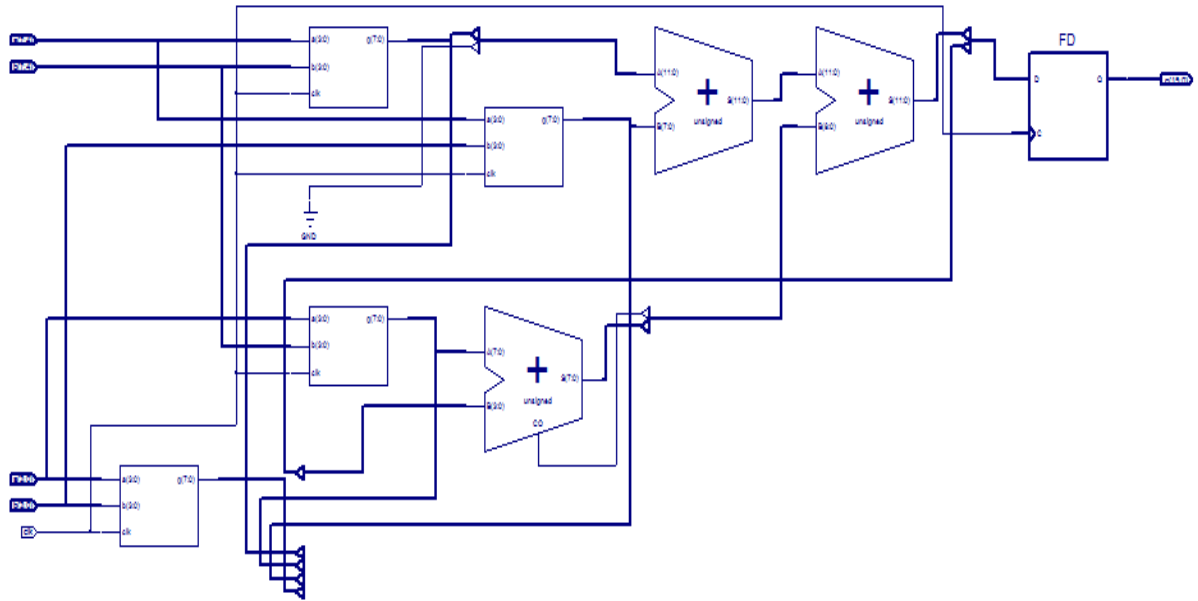 a(3:0)
g(7:0)
b(3:0)
clk
a(3:0)
g(7:0)
b(3:0)
clk
GND
A(11:0)
S(11:0)
B(7:0)
unsigned
A(11:0)
S(11:0)
B(8:0)
unsigned
FD
D
Q
C
a(3:0)
g(7:0)
b(3:0)
clk
A(7:0)
S(7:0)
B(3:0)
unsigned
CO
a(3:0)
g(7:0)
b(3:0)
clk
clk